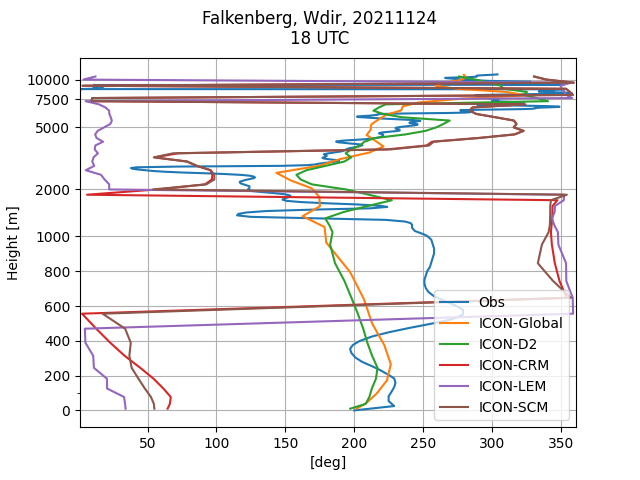 Falkenberg, Wdir, 20211124
18 UTC
Height [m]
10000
7500
5000
2000
1000
800
600
400
200
0
Obs
ICON-Global
ICON-D2
ICON-CRM
ICON-LEM
ICON-SCM
50
100
150
200
250
300
350
[deg]